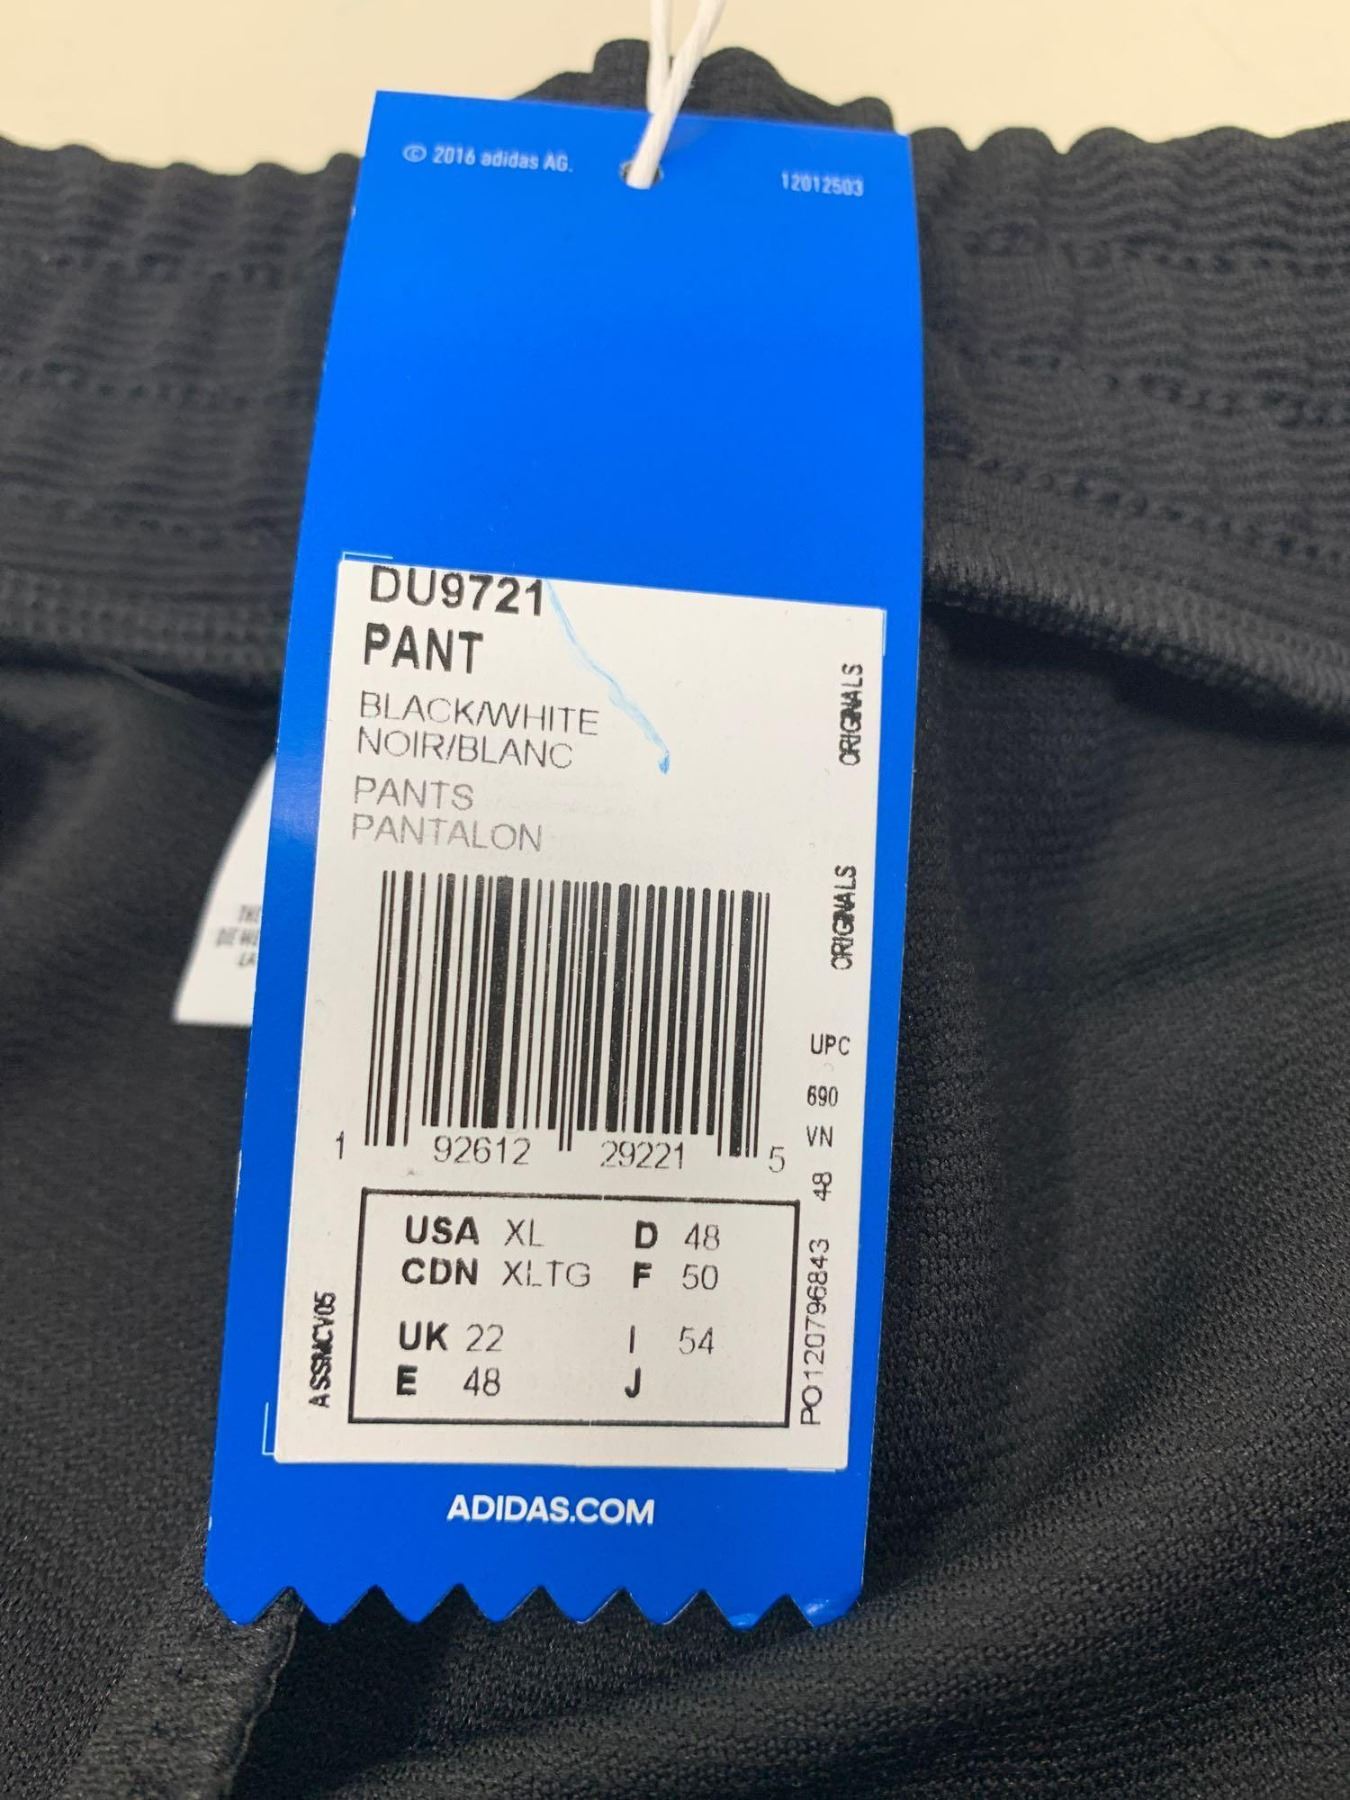 © 2016 adidas AG.
12012503
DU9721
PANT
BLACK/WHITE
NOIR/BLANC
PANTS
PANTALON
ORIGINALS
ORIGINALS
UPC
690
VN
48
PO120796843
1 92612 29221 5
USA XL D 48
CDN XLTG F 50
UK 22 I 54
E 48 J
ASSMCV05
ADIDAS.COM